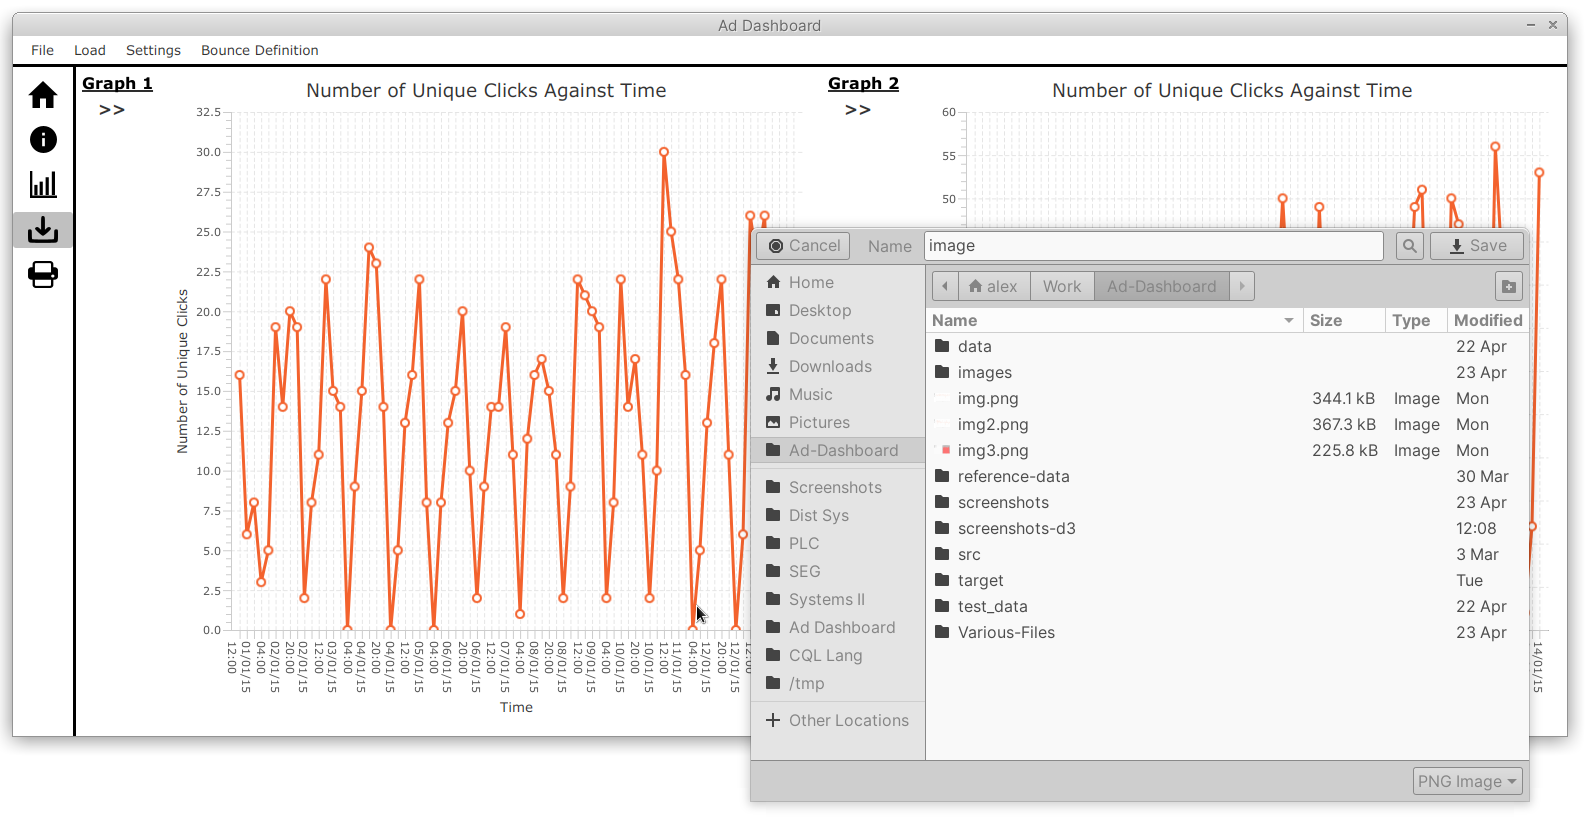 Ad Dashboard
File Load Settings Bounce Definition
Graph 1
>>
Number of Unique Clicks Against Time
32.5
30.0
27.5
25.0
22.5
20.0
17.5
15.0
12.5
10.0
7.5
5.0
2.5
0.0
Number of Unique Clicks
12:00
01/01/15
04:00
02/01/15
20:00
02/01/15
12:00
03/01/15
04:00
04/01/15
20:00
04/01/15
12:00
05/01/15
04:00
06/01/15
20:00
06/01/15
12:00
07/01/15
04:00
08/01/15
20:00
08/01/15
12:00
09/01/15
04:00
10/01/15
20:00
10/01/15
12:00
11/01/15
04:00
12/01/15
20:00
12/01/15
12:00
Time
Graph 2
>>
Number of Unique Clicks Against Time
60
55
50
14/01/15
Cancel Name image Save
Home
Desktop
Documents
Downloads
Music
Pictures
Ad-Dashboard
Screenshots
Dist Sys
PLC
SEG
Systems II
Ad Dashboard
CQL Lang
/tmp
Other Locations
alex Work Ad-Dashboard
Name Size Type Modified
data 22 Apr
images 23 Apr
img.png 344.1 kB Image Mon
img2.png 367.3 kB Image Mon
img3.png 225.8 kB Image Mon
reference-data 30 Mar
screenshots 23 Apr
screenshots-d3 12:08
src 3 Mar
target Tue
test_data 22 Apr
Various-Files 23 Apr
PNG Image